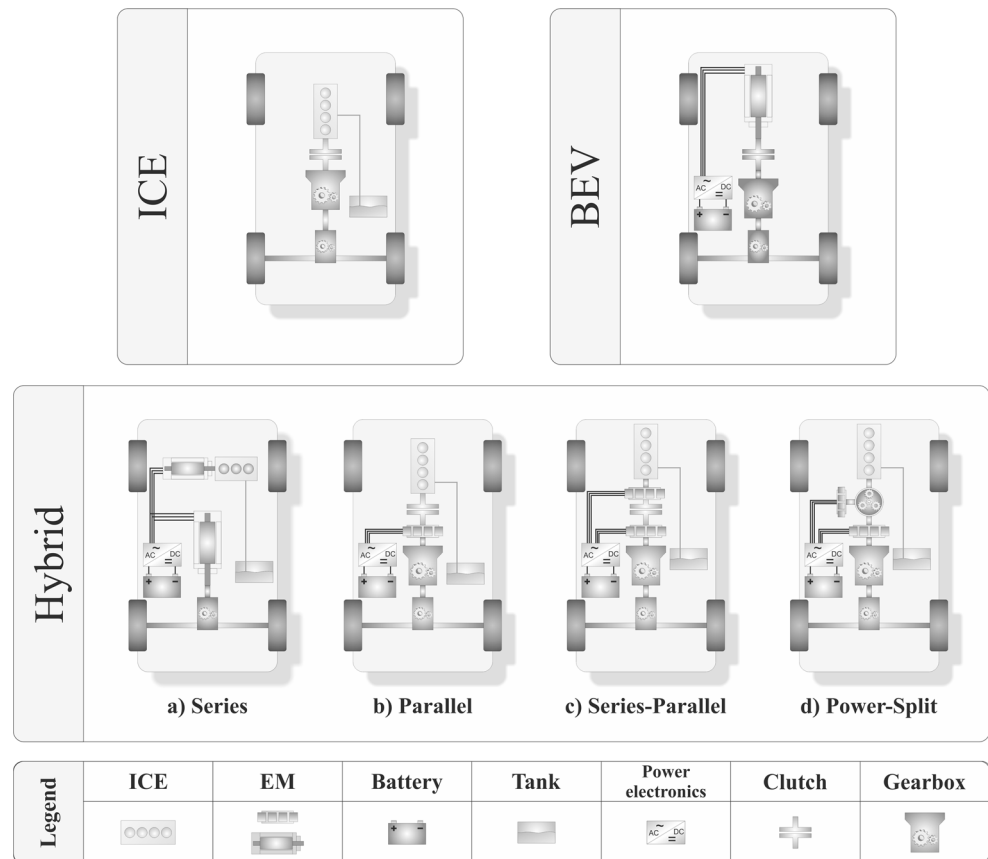 ICE
AC
DC
+ −
BEV
Hybrid
AC
DC
+ −
AC
DC
+ −
AC
DC
+ −
AC
DC
+ −
a) Series
b) Parallel
c) Series-Parallel
d) Power-Split
Legend
ICE
EM
Battery
Tank
Power
electronics
Clutch
Gearbox
+ −
AC
DC